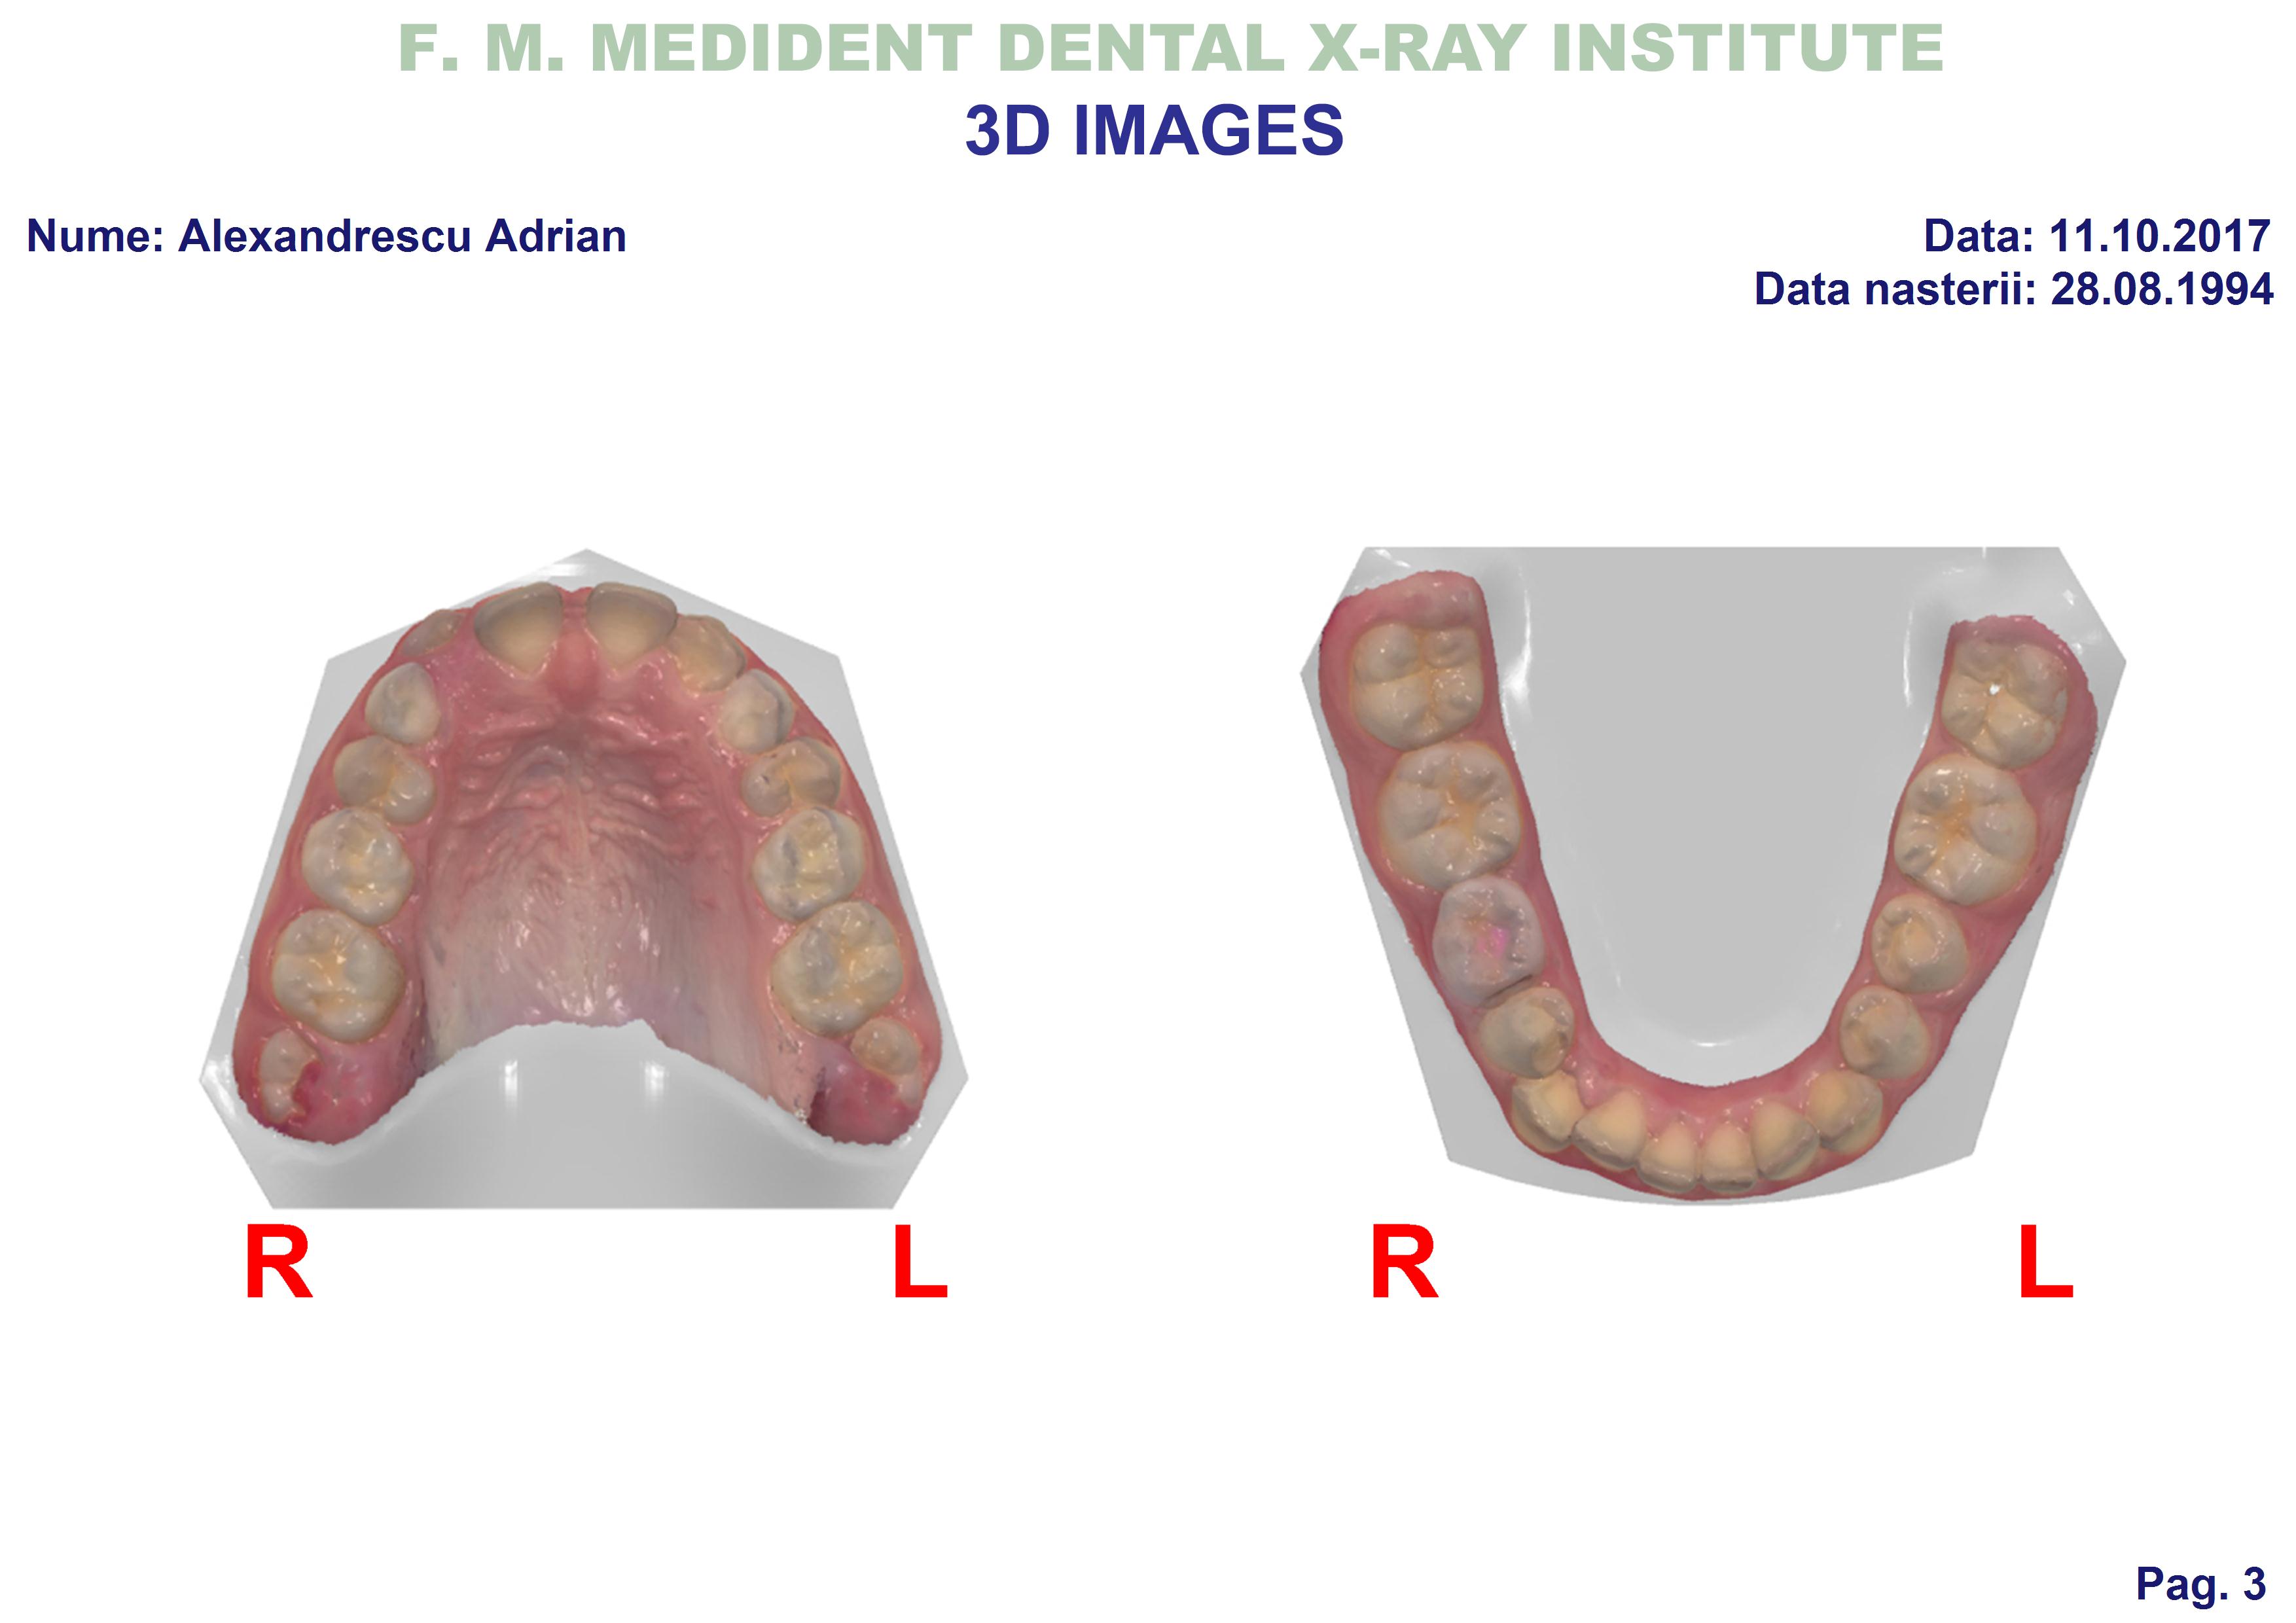 F. M. MEDIDENT DENTAL X-RAY INSTITUTE
3D IMAGES
Nume: Alexandrescu Adrian
Data: 11.10.2017
Data nasterii: 28.08.1994
R
L
R
L
Pag. 3